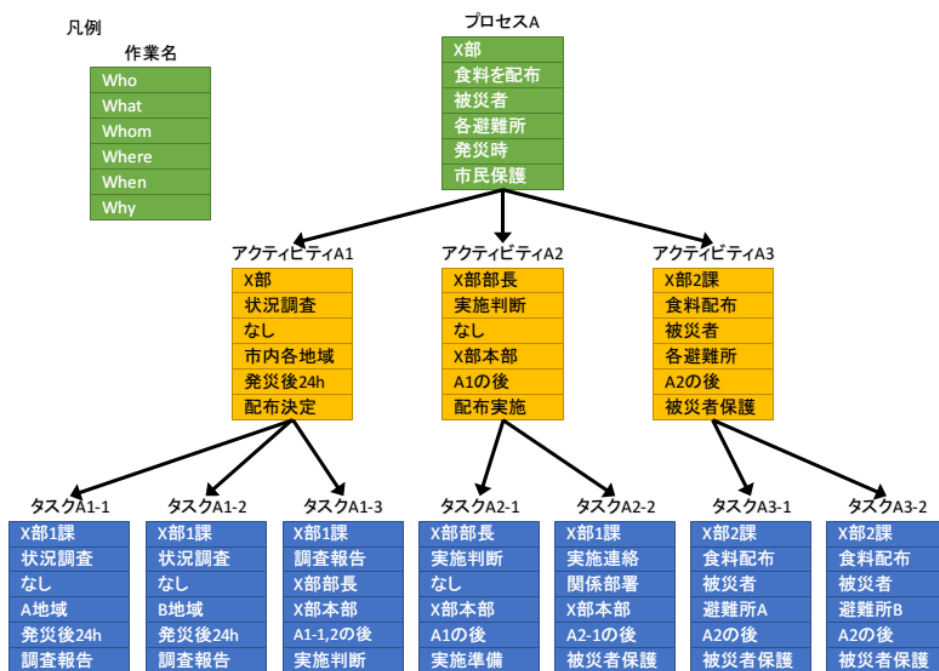 凡例
作業名
Who
What
Whom
Where
When
Why
プロセスA
X部
食料を配布
被災者
各避難所
発災時
市民保護
アクティビティA1
X部
状況調査
なし
市内各地域
発災後24h
配布決定
アクティビティA2
X部部長
実施判断
なし
X部本部
A1の後
配布実施
アクティビティA3
X部2課
食料配布
被災者
各避難所
A2の後
被災者保護
タスクA1-1
X部1課
状況調査
なし
A地域
発災後24h
調査報告
タスクA1-2
X部1課
状況調査
なし
B地域
発災後24h
調査報告
タスクA1-3
X部1課
調査報告
X部部長
X部本部
A1-1,2の後
実施判断
タスクA2-1
X部部長
実施判断
なし
X部本部
A1の後
実施準備
タスクA2-2
X部1課
実施連絡
関係部署
X部本部
A2-1の後
被災者保護
タスクA3-1
X部2課
食料配布
被災者
避難所A
A2の後
被災者保護
タスクA3-2
X部2課
食料配布
被災者
避難所B
A2の後
被災者保護